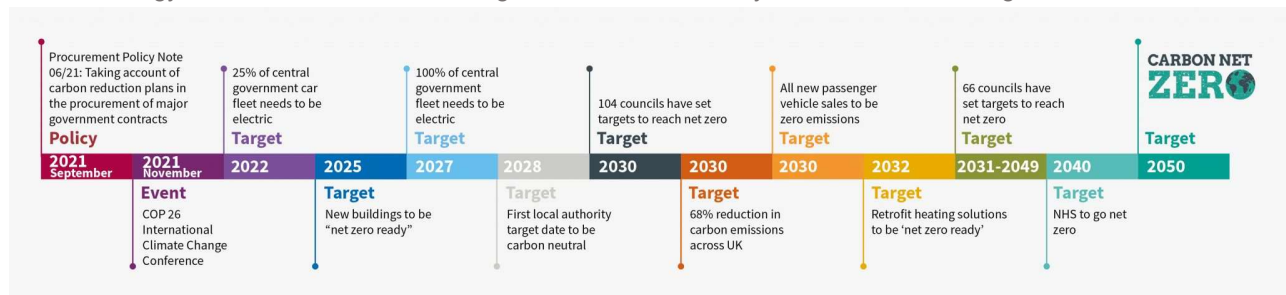 Procurement Policy Note
06/21: Taking account of
carbon reduction plans in
the procurement of major
government contracts
Policy
2021
September
2021
November
Event
COP 26
International
Climate Change
Conference
25% of central
government car
fleet needs to be
electric
Target
2022
2025
Target
New buildings to be
“net zero ready”
100% of central
government
fleet needs to be
electric
Target
2027
2028
Target
First local authority
target date to be
carbon neutral
104 councils have set
targets to reach net zero
Target
2030
2030
Target
68% reduction in
carbon emissions
across UK
All new passenger
vehicle sales to be
zero emissions
Target
2030
2032
Target
Retrofit heating solutions
to be ‘net zero ready’
66 councils have
set targets to reach
net zero
Target
2031-2049
2040
Target
NHS to go net
zero
CARBON NET
ZERO
Target
2050